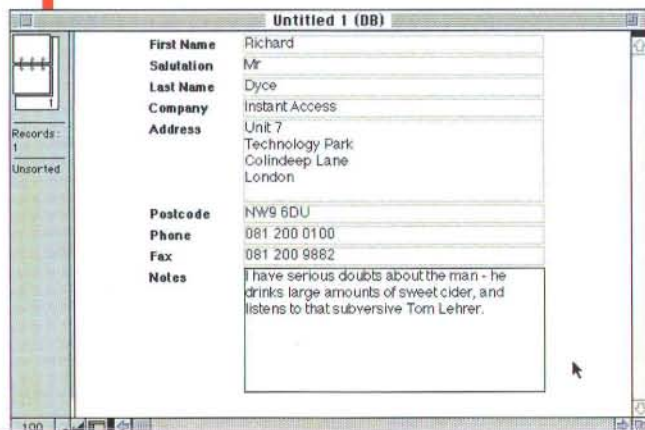 Untitled 1 (DB)
1
Records:
1
Unsorted
First Name Richard
Salutation Mr
Last Name Dyce
Company Instant Access
Address Unit 7
Technology Park
Colindeep Lane
London
Postcode NW9 6DU
Phone 081 200 0100
Fax 081 200 9882
Notes I have serious doubts about the man - he
drinks large amounts of sweet cider, and
listens to that subversive Tom Lehrer.
100